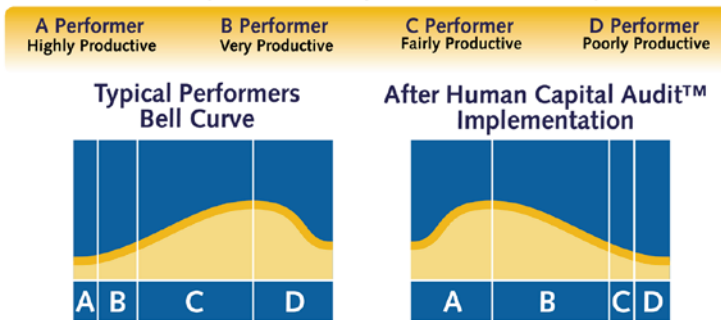 A Performer
Highly Productive
B Performer
Very Productive
C Performer
Fairly Productive
D Performer
Poorly Productive
Typical Performers
Bell Curve
After Human Capital Audit™
Implementation
A B C D
A B C D